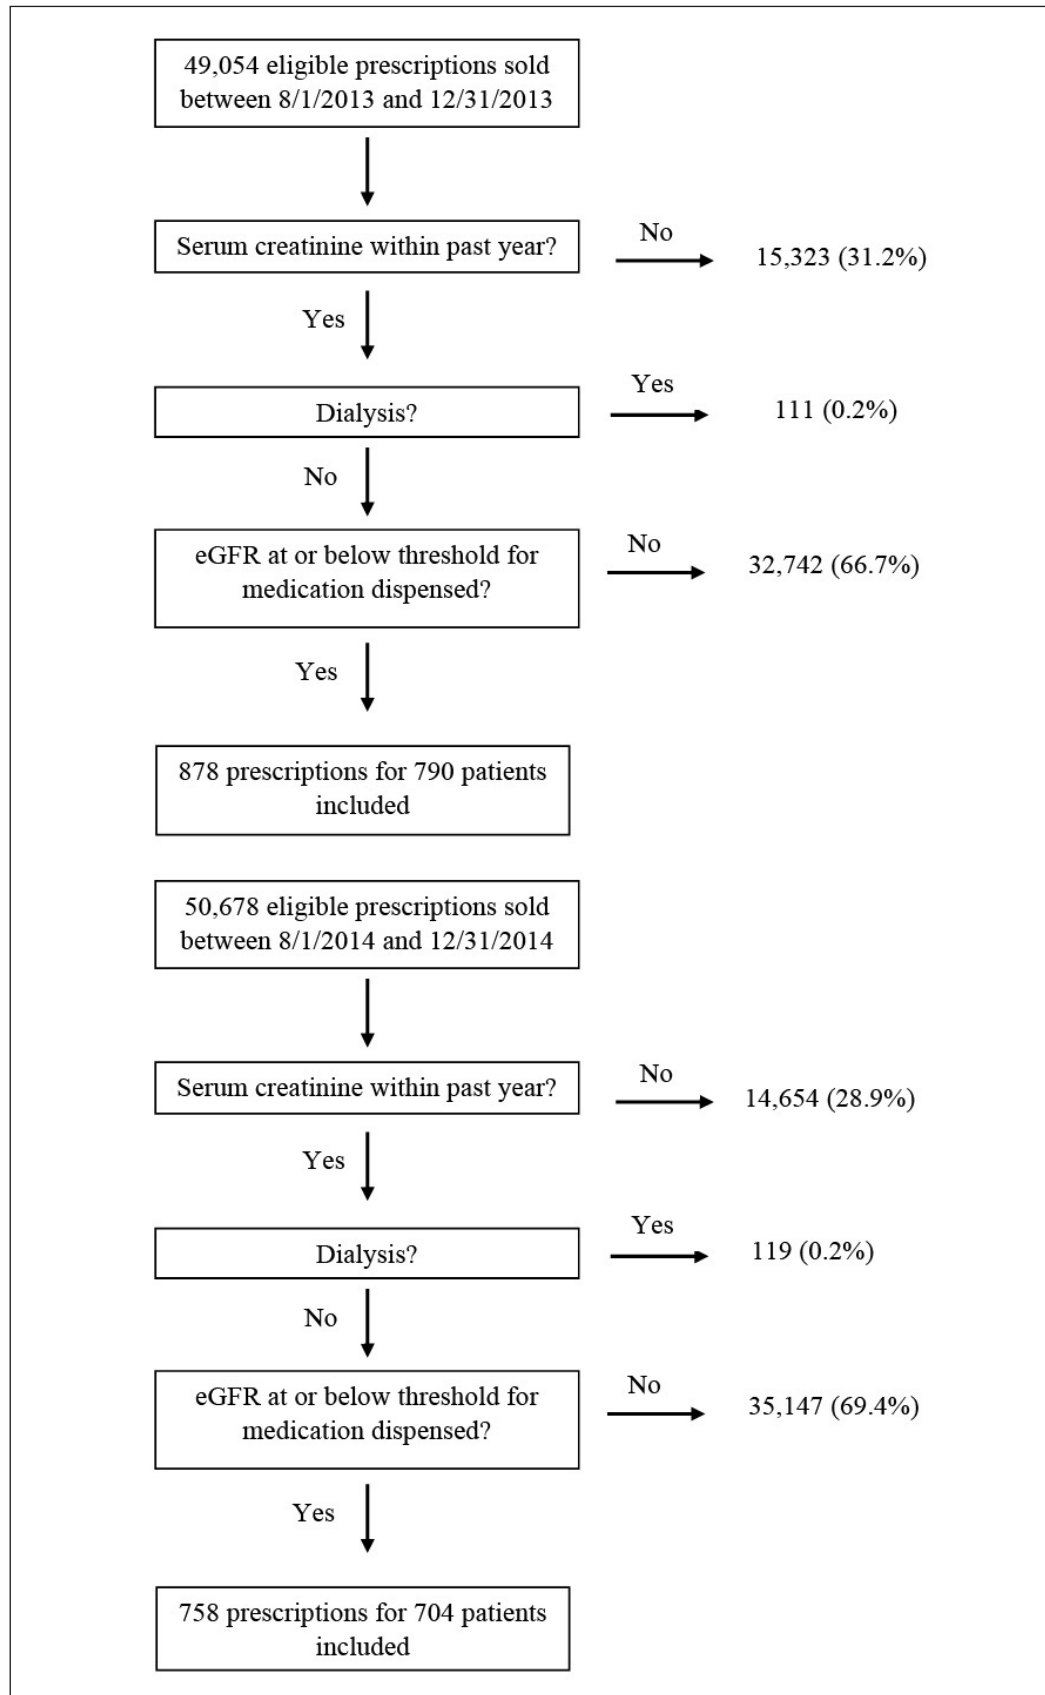 49,054 eligible prescriptions sold
between 8/1/2013 and 12/31/2013
Serum creatinine within past year?
No
15,323 (31.2%)
Yes
Dialysis?
Yes
111 (0.2%)
No
eGFR at or below threshold for
medication dispensed?
No
32,742 (66.7%)
Yes
878 prescriptions for 790 patients
included
50,678 eligible prescriptions sold
between 8/1/2014 and 12/31/2014
Serum creatinine within past year?
No
14,654 (28.9%)
Yes
Dialysis?
Yes
119 (0.2%)
No
eGFR at or below threshold for
medication dispensed?
No
35,147 (69.4%)
Yes
758 prescriptions for 704 patients
included